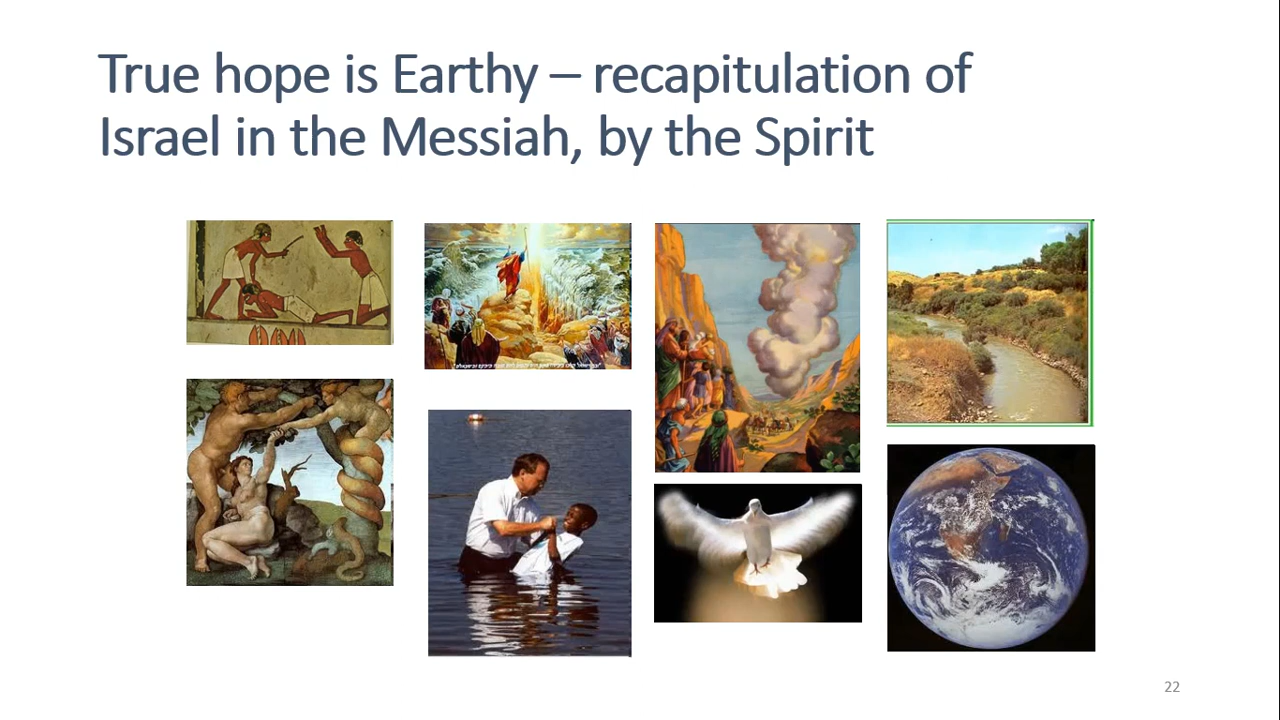 True hope is Earthy – recapitulation of
Israel in the Messiah, by the Spirit
22